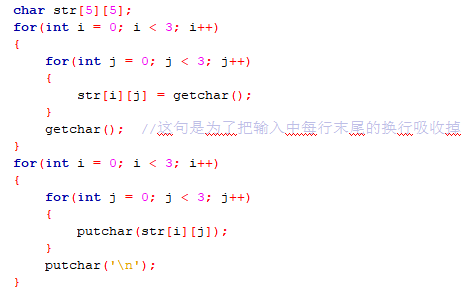 char str[5][5];
for(int i = 0; i < 3; i++)
{
    for(int j = 0; j < 3; j++)
    {
        str[i][j] = getchar();
    }
    getchar();  //这句是为了把输入中每行末尾的换行吸收掉
}
for(int i = 0; i < 3; i++)
{
    for(int j = 0; j < 3; j++)
    {
        putchar(str[i][j]);
    }
    putchar('\n');
}